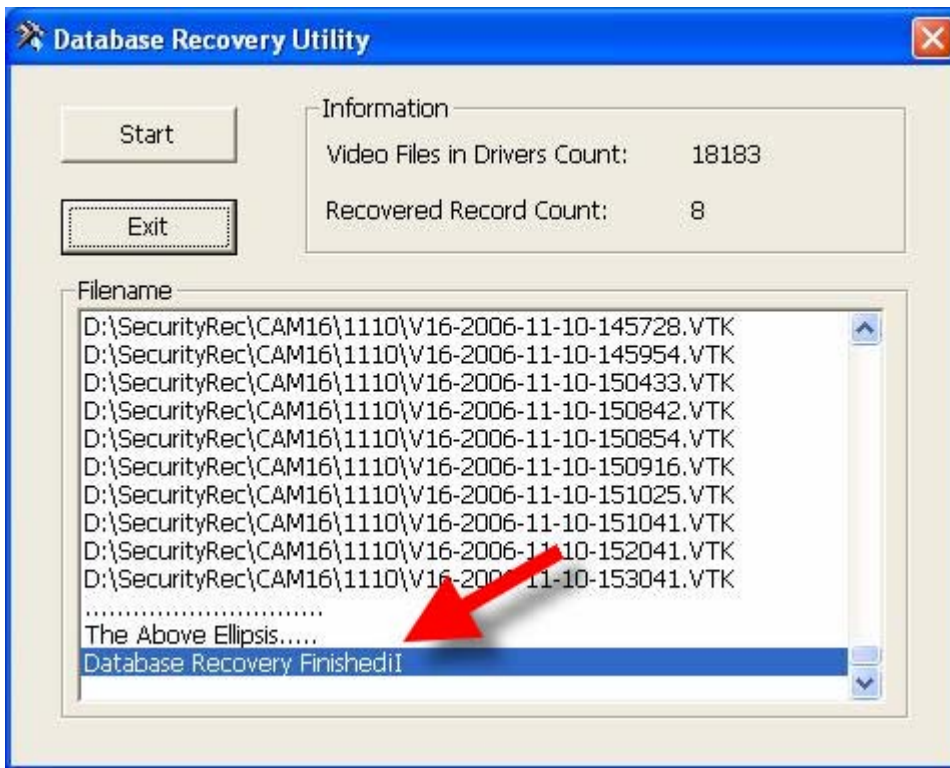 Database Recovery Utility
Start
Exit
Information
Video Files in Drivers Count: 18183
Recovered Record Count: 8
Filename
D:\SecurityRec\CAM16\1110\V16-2006-11-10-145728.VTK
D:\SecurityRec\CAM16\1110\V16-2006-11-10-145954.VTK
D:\SecurityRec\CAM16\1110\V16-2006-11-10-150433.VTK
D:\SecurityRec\CAM16\1110\V16-2006-11-10-150842.VTK
D:\SecurityRec\CAM16\1110\V16-2006-11-10-150854.VTK
D:\SecurityRec\CAM16\1110\V16-2006-11-10-150916.VTK
D:\SecurityRec\CAM16\1110\V16-2006-11-10-151025.VTK
D:\SecurityRec\CAM16\1110\V16-2006-11-10-151041.VTK
D:\SecurityRec\CAM16\1110\V16-2006-11-10-152041.VTK
D:\SecurityRec\CAM16\1110\V16-2006-11-10-153041.VTK
..............................
The Above Ellipsis.....
Database Recovery Finished¡I